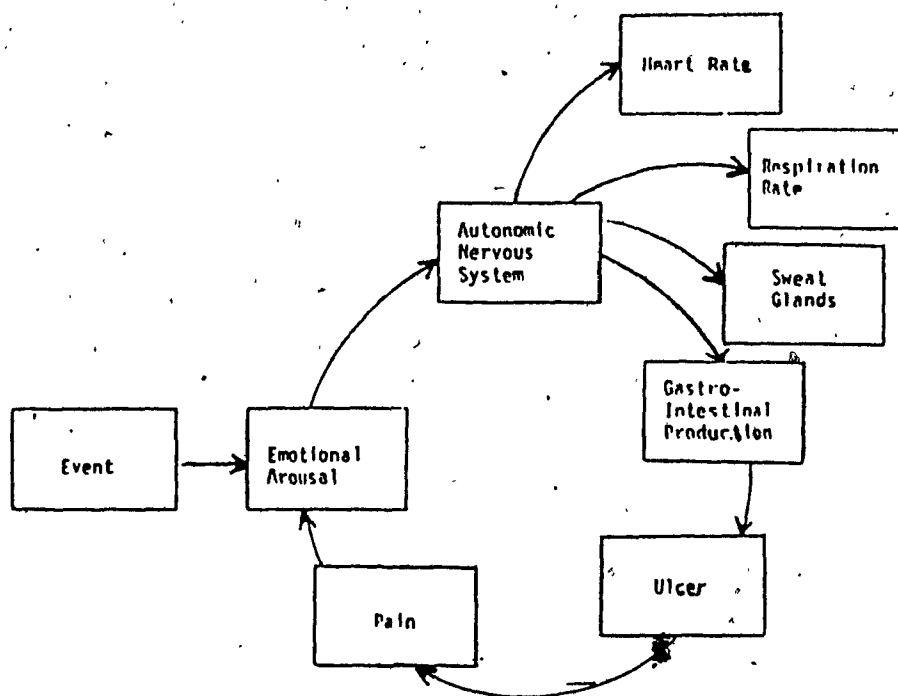 Heart Rate
Respiration
Rate
Autonomic
Nervous
System
Sweat
Glands
Gastro-
Intestinal
Production
Event
Emotional
Arousal
Ulcer
Pain